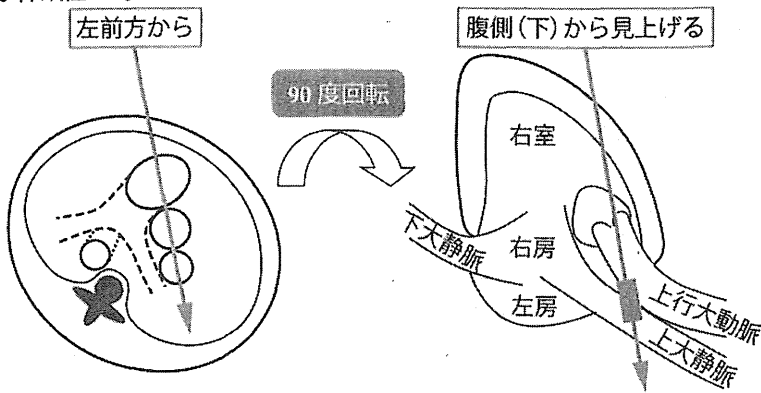 左前方から
腹側(下)から見上げる
90度回転
右室
下大静脈
右房
左房
上行大動脈
上大静脈